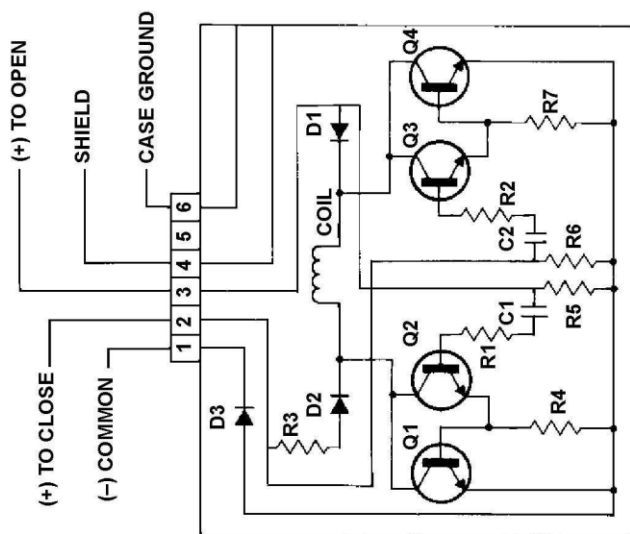 (+) TO OPEN
SHIELD
CASE GROUND
(+) TO CLOSE
(–) COMMON
1 2 3 4 5 6
D3
R3
D2
COIL
D1
Q1
Q2
Q3
Q4
R1
C1
C2
R2
R4
R5
R6
R7